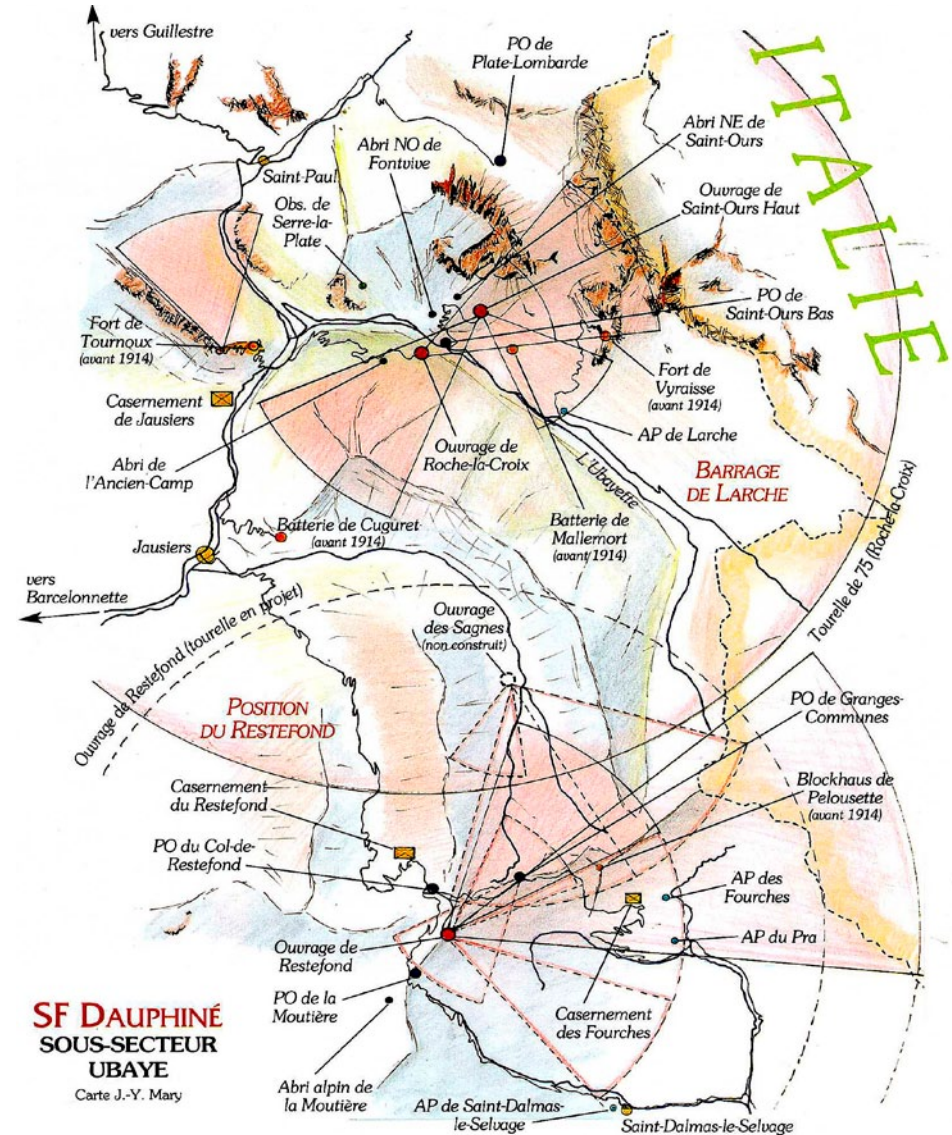 vers Guillestre
PO de
Plate-Lombarde
ITALIE
Abri NO de
Fontvive
Abri NE de
Saint-Ours
Saint-Paul
Obs. de
Serre-la-
Plate
Ouvrage de
Saint-Ours Haut
PO de
Saint-Ours Bas
Fort de
Tournoux
(avant 1914)
Fort de
Vyraisse
(avant 1914)
Casernement
de Jausiers
AP de Larche
Abri de
l'Ancien-Camp
Ouvrage de
Roche-la-Croix
L'Ubayette
BARRAGE
DE LARCHE
Batterie de Cuguret
(avant 1914)
Batterie de
Mallemort
(avant 1914)
Jausiers
vers
Barcelonnette
Tourelle de 75 (Roche-la-Croix)
Ouvrage de Restefond (tourelle en projet)
Ouvrage
des Sagnes
(non construit)
POSITION
DU RESTEFOND
PO de Granges-
Communes
Casernement
du Restefond
Blockhaus de
Pelousette
(avant 1914)
PO du Col-de-
Restefond
AP des
Fourches
AP du Pra
Ouvrage de
Restefond
PO de la
Moutière
Casernement
des Fourches
SF DAUPHINÉ
SOUS-SECTEUR
UBAYE
Carte J.-Y. Mary
Abri alpin de
la Moutière
AP de Saint-Dalmas-
le-Selvage
Saint-Dalmas-le-Selvage